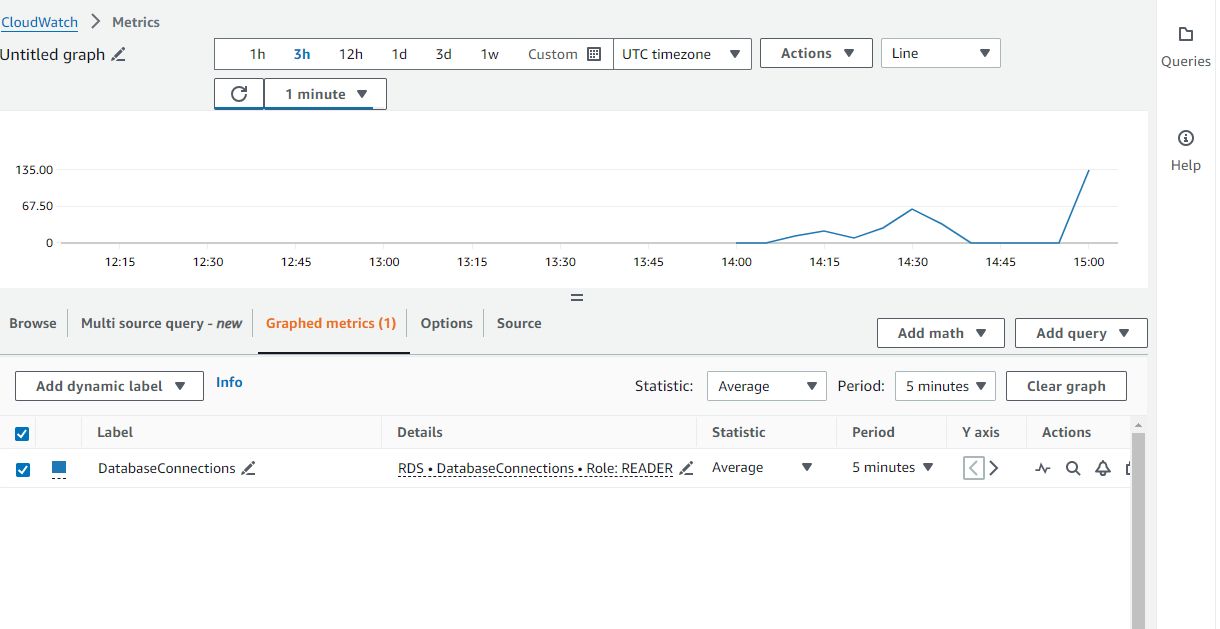 CloudWatch > Metrics
Untitled graph
1h 3h 12h 1d 3d 1w Custom UTC timezone Actions Line
1 minute
Queries
Help
135.00
67.50
0
12:15 12:30 12:45 13:00 13:15 13:30 13:45 14:00 14:15 14:30 14:45 15:00
Browse Multi source query - new Graphed metrics (1) Options Source
Add math Add query
Add dynamic label Info Statistic: Average Period: 5 minutes Clear graph
Label Details Statistic Period Y axis Actions
DatabaseConnections RDS • DatabaseConnections • Role: READER Average 5 minutes